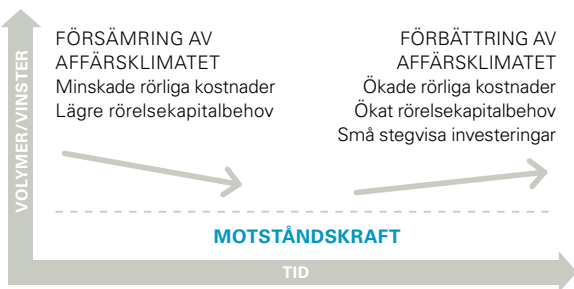 VOLYMER/VINSTER
FÖRSÄMRING AV
AFFÄRSKLIMATET
Minskade rörliga kostnader
Lägre rörelsekapitalbehov
FÖRBÄTTRING AV
AFFÄRSKLIMATET
Ökade rörliga kostnader
Ökat rörelsekapitalbehov
Små stegvisa investeringar
MOTSTÅNDSKRAFT
TID